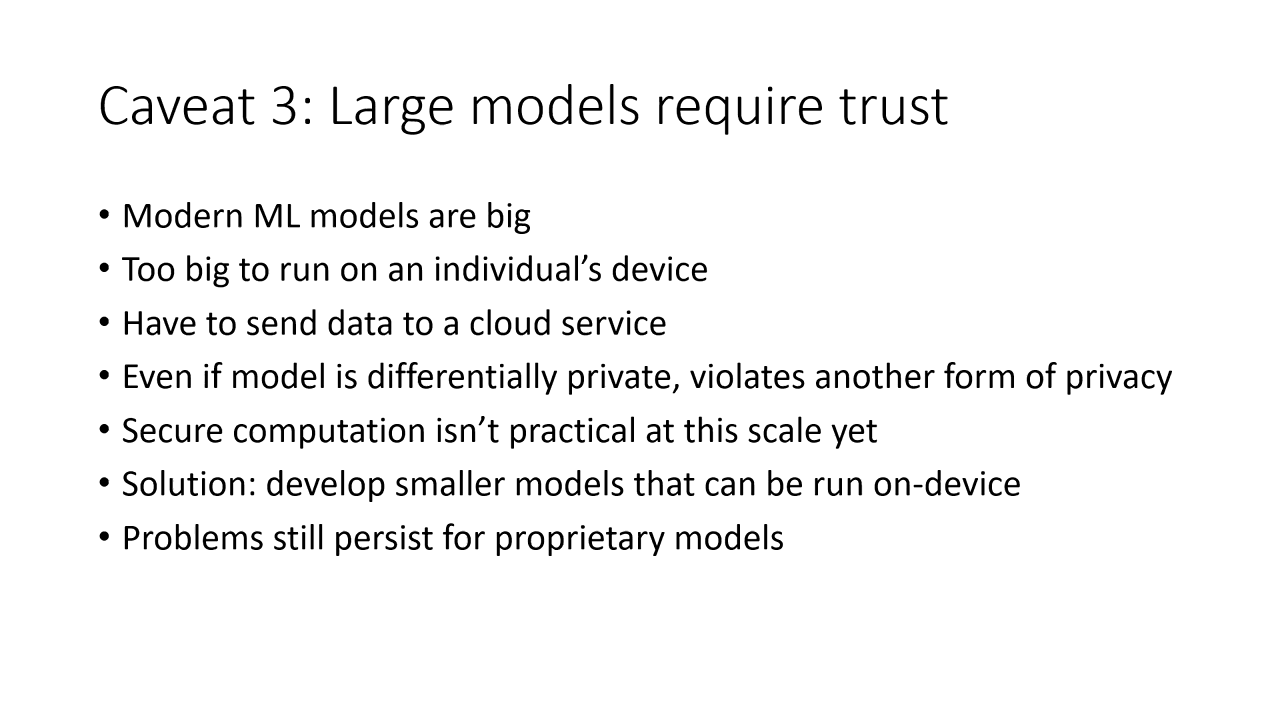 Caveat 3: Large models require trust
• Modern ML models are big
• Too big to run on an individual’s device
• Have to send data to a cloud service
• Even if model is differentially private, violates another form of privacy
• Secure computation isn’t practical at this scale yet
• Solution: develop smaller models that can be run on-device
• Problems still persist for proprietary models